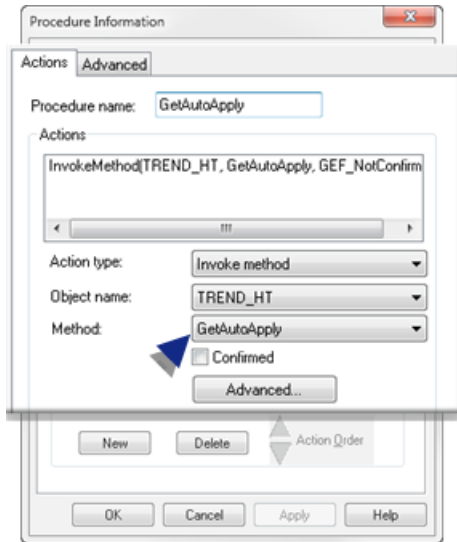 Procedure Information
Actions Advanced
Procedure name: GetAutoApply
Actions
InvokeMethod(TREND_HT, GetAutoApply, GEF_NotConfirm
Action type: Invoke method
Object name: TREND_HT
Method: GetAutoApply
Confirmed
Advanced...
New Delete Action Order
OK Cancel Apply Help